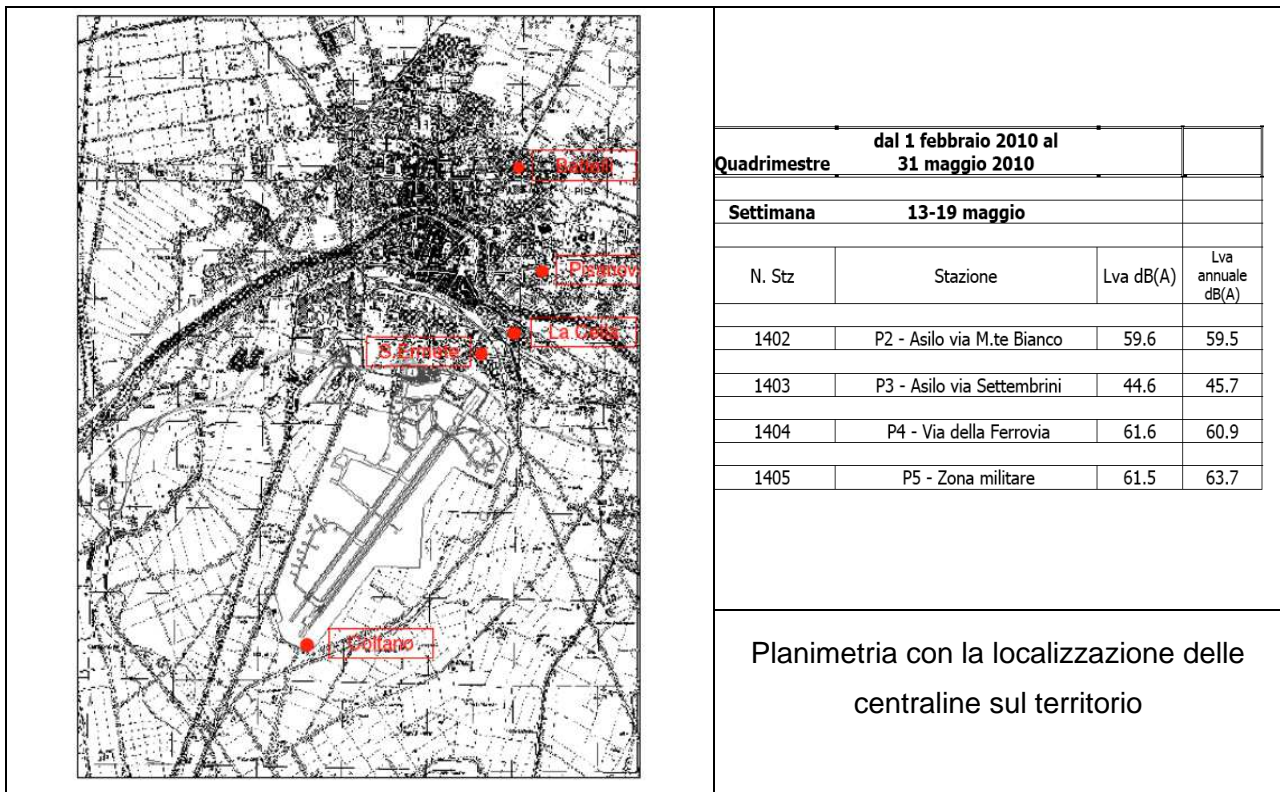 Battelli
PISA
Pisanov
La Cella
S.Ermete
Coltano
dal 1 febbraio 2010 al
Quadrimestre 31 maggio 2010
Settimana 13-19 maggio
N. Stz Stazione Lva dB(A) Lva annuale dB(A)
1402 P2 - Asilo via M.te Bianco 59.6 59.5
1403 P3 - Asilo via Settembrini 44.6 45.7
1404 P4 - Via della Ferrovia 61.6 60.9
1405 P5 - Zona militare 61.5 63.7
Planimetria con la localizzazione delle
centraline sul territorio